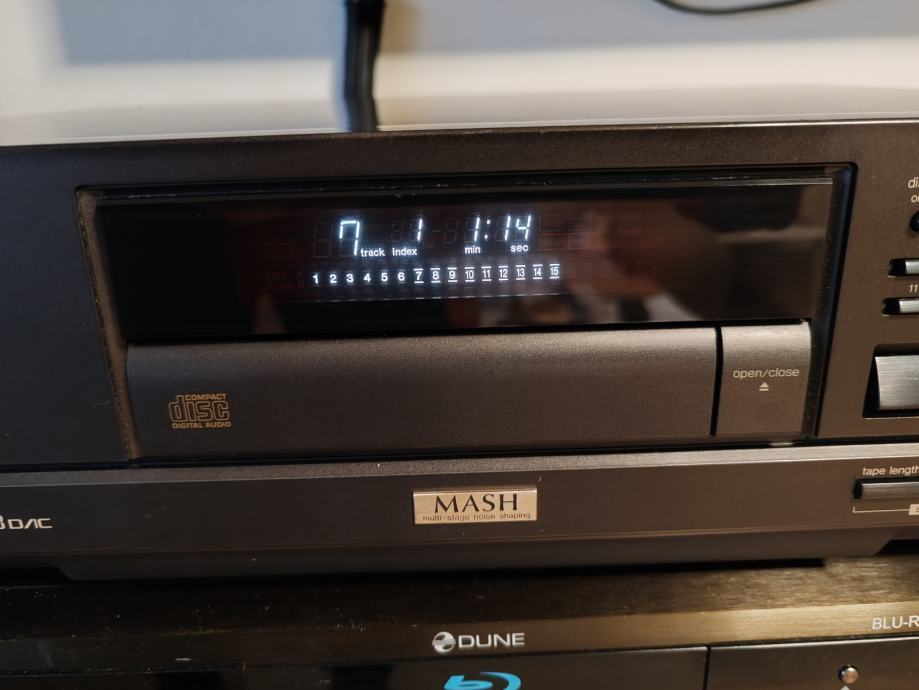 7 track 1 index 1:14 min sec
1 2 3 4 5 6 7 8 9 10 11 12 13 14 15
open/close
COMPACT
disc
DIGITAL AUDIO
tape length
MASH
multi-stage noise shaping
DAC
DUNE
BLU-R